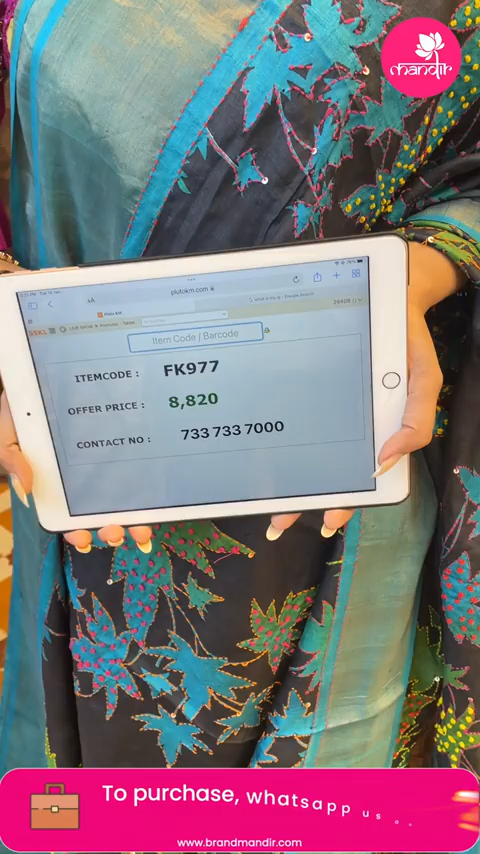 mandir
plutokm.com
AA
Item Code / Barcode
ITEMCODE : FK977
OFFER PRICE : 8,820
CONTACT NO : 733 733 7000
To purchase, whatsapp us . .
www.brandmandir.com